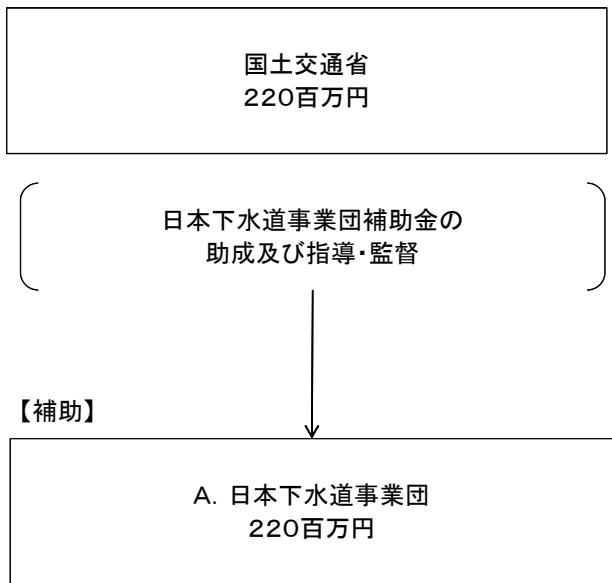 国土交通省
220百万円
日本下水道事業団補助金の
助成及び指導・監督
【補助】
A. 日本下水道事業団
220百万円